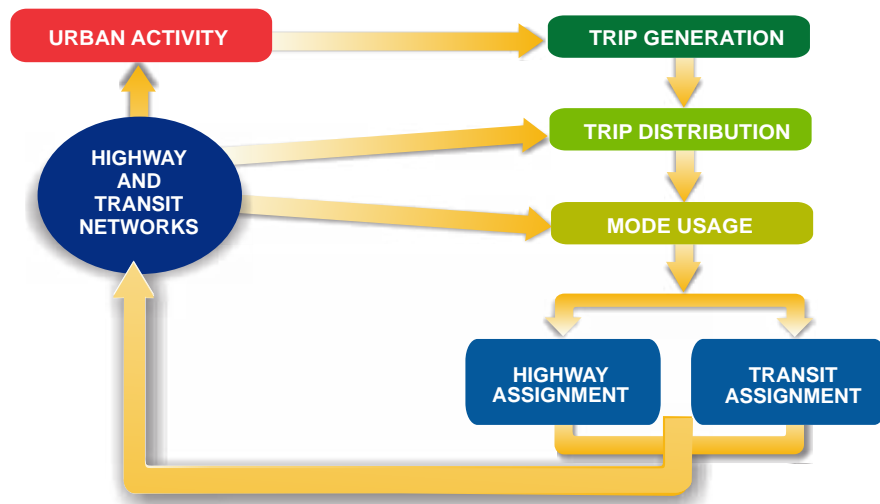 URBAN ACTIVITY
TRIP GENERATION
TRIP DISTRIBUTION
HIGHWAY
AND
TRANSIT
NETWORKS
MODE USAGE
HIGHWAY
ASSIGNMENT
TRANSIT
ASSIGNMENT